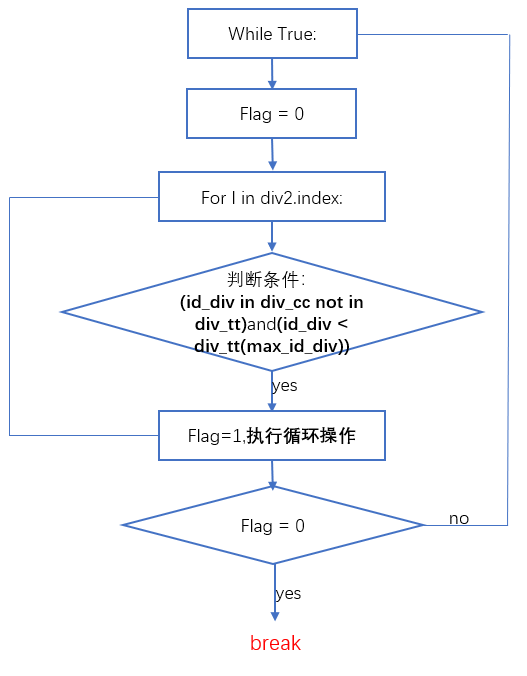 While True:
Flag = 0
For I in div2.index:
判断条件：
(id_div in div_cc not in
div_tt)and(id_div <
div_tt(max_id_div))
yes
Flag=1,执行循环操作
Flag = 0
no
yes
break